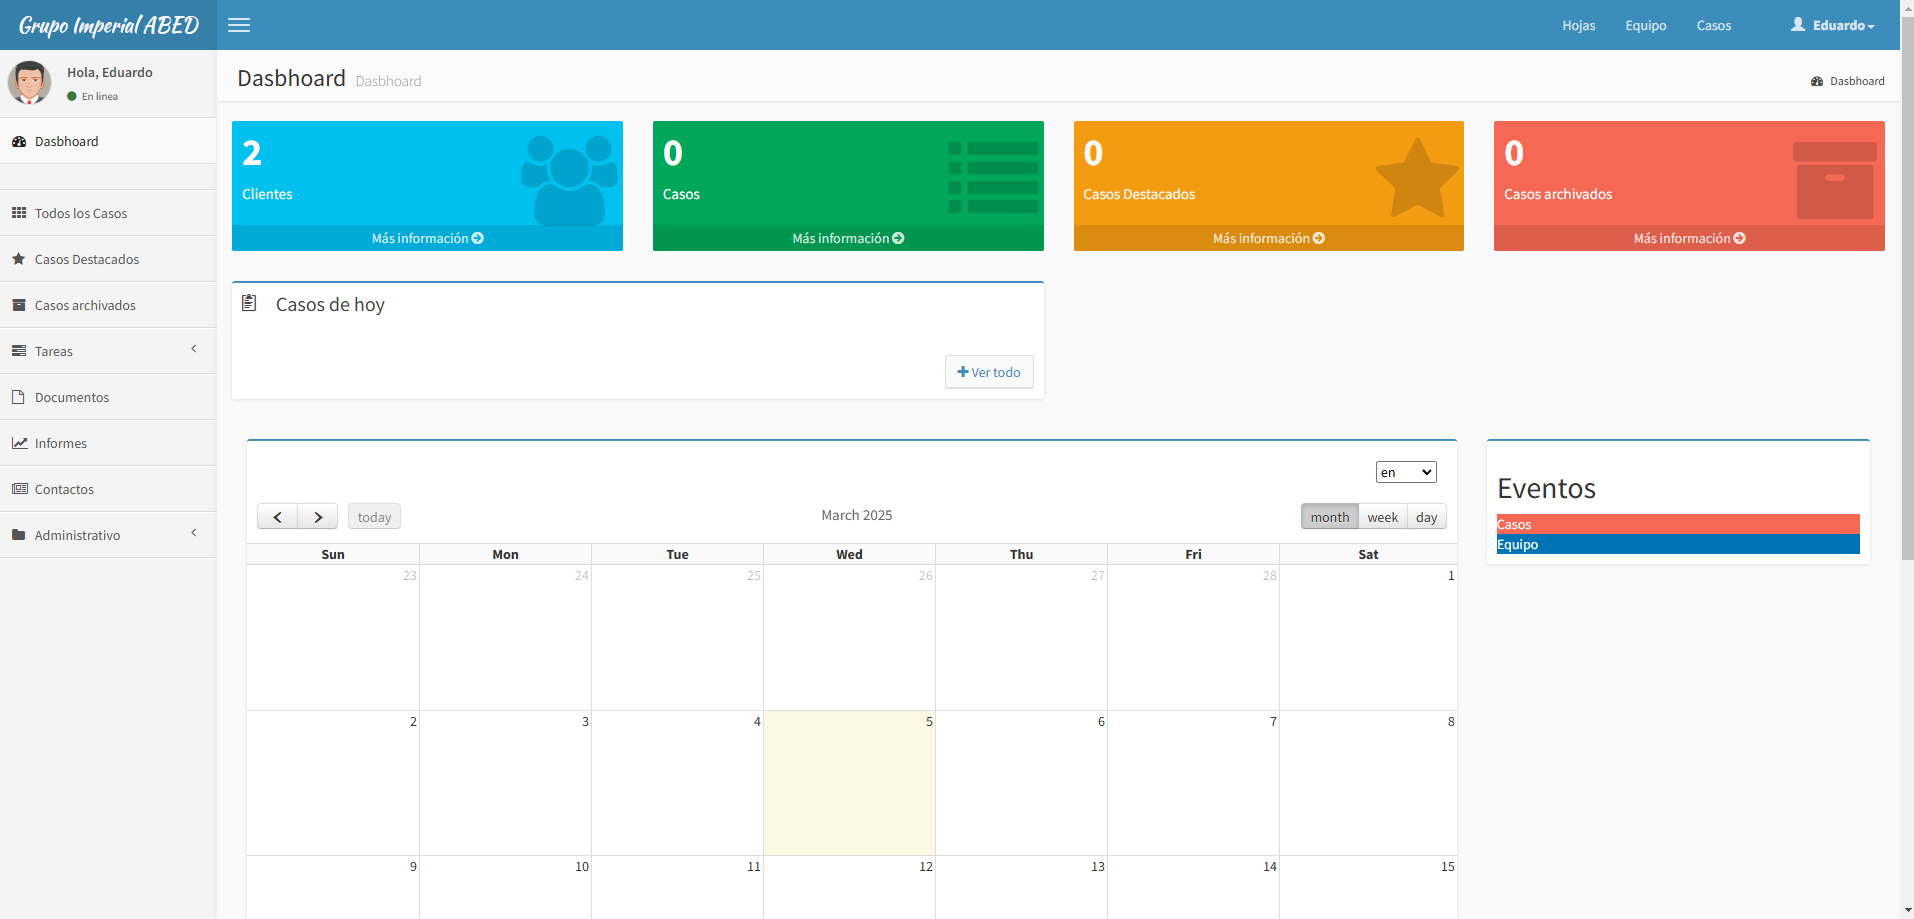 Grupo Imperial ABED
Hojas
Equipo
Casos
Eduardo
Hola, Eduardo
En línea
Dasbhoard
Todos los Casos
Casos Destacados
Casos archivados
Tareas
Documentos
Informes
Contactos
Administrativo
Dasbhoard Dasbhoard
Dasbhoard
2
Clientes
Más información
0
Casos
Más información
0
Casos Destacados
Más información
0
Casos archivados
Más información
Casos de hoy
Ver todo
en
today
March 2025
month week day
Sun Mon Tue Wed Thu Fri Sat
23 24 25 26 27 28 1
2 3 4 5 6 7 8
9 10 11 12 13 14 15
Eventos
Casos
Equipo